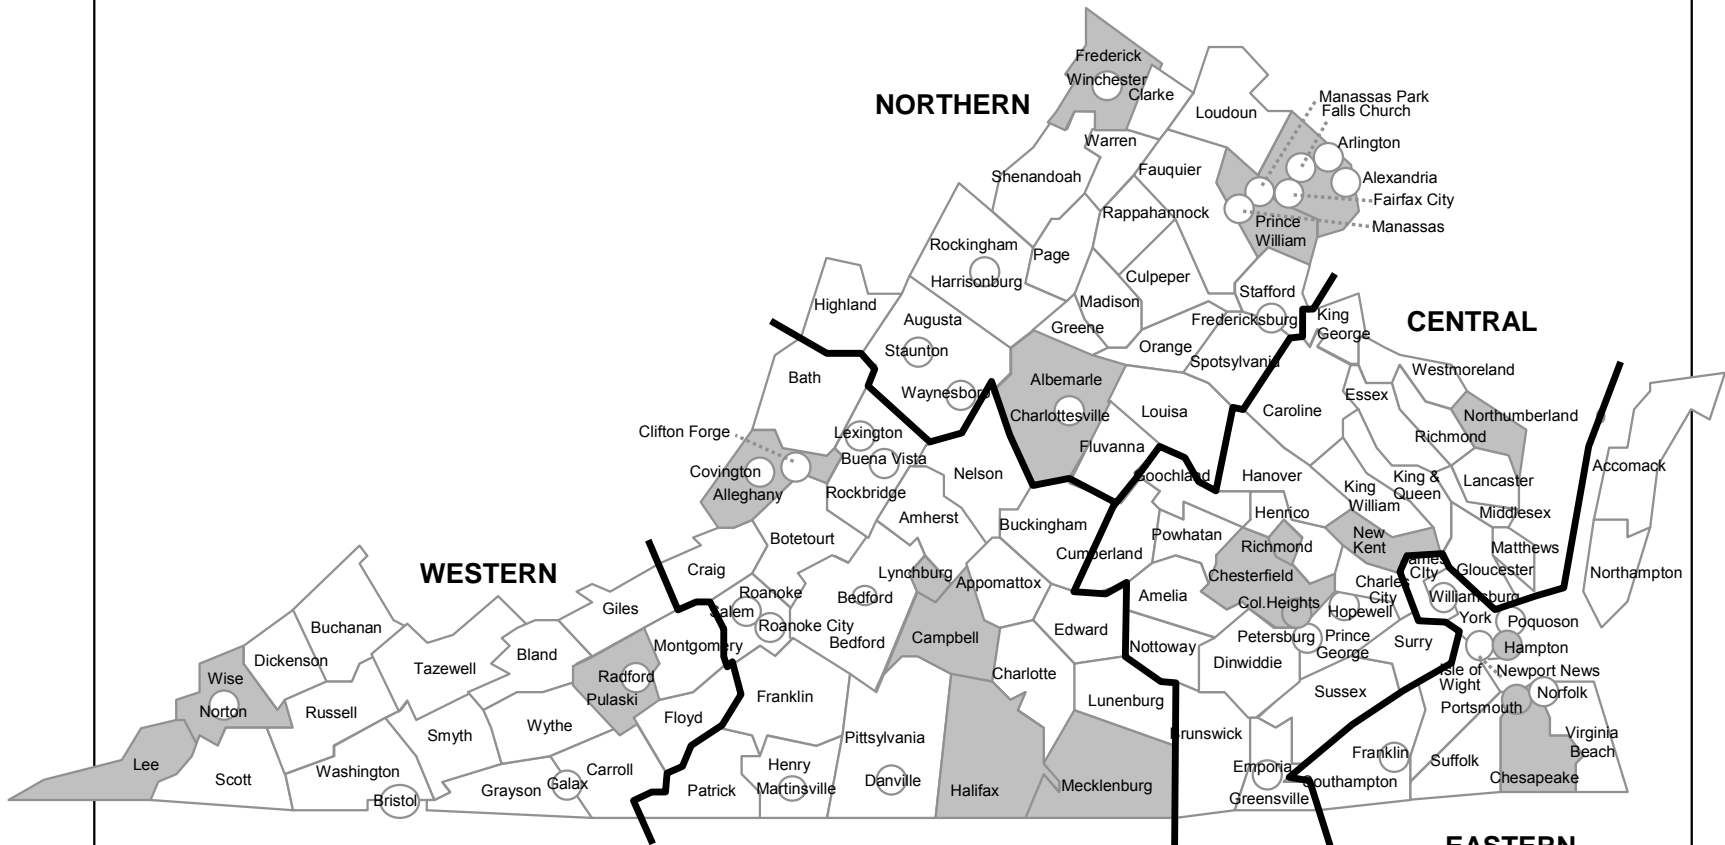 Frederick
Winchester
Clarke
NORTHERN
Loudoun
Manassas Park
Falls Church
Arlington
Warren
Shenandoah
Fauquier
Alexandria
Fairfax City
Rappahannock
Prince
William
Manassas
Rockingham
Page
Harrisonburg
Culpeper
Stafford
Highland
Madison
Augusta
Greene
Fredericksburg
King
George
CENTRAL
Staunton
Orange
Spotsylvania
Bath
Albemarle
Westmoreland
Waynesboro
Essex
Charlottesville
Louisa
Caroline
Northumberland
Clifton Forge
Lexington
Fluvanna
Richmond
Buena Vista
Covington
Nelson
Goochland
Hanover
Accomack
Alleghany
Rockbridge
King &
Queen
Lancaster
King
William
Amherst
Buckingham
Henrico
Middlesex
Botetourt
Powhatan
New
Kent
Cumberland
Richmond
Matthews
WESTERN
Craig
Lynchburg
Appomattox
Chesterfield
James
CIty
Gloucester
Northampton
Giles
Roanoke
Salem
Bedford
Amelia
Charles
City
Williamsburg
Col.Heights
Hopewell
Buchanan
Roanoke City
Bedford
Campbell
Edward
York
Poquoson
Montgomery
Petersburg
Prince
George
Surry
Dickenson
Bland
Nottoway
Hampton
Tazewell
Dinwiddie
Wise
Radford
Charlotte
Isle of
Wight
Newport News
Pulaski
Franklin
Lunenburg
Sussex
Norfolk
Norton
Russell
Floyd
Portsmouth
Wythe
Smyth
Pittsylvania
Brunswick
Virginia
Beach
Lee
Franklin
Suffolk
Scott
Washington
Carroll
Henry
Emporia
Grayson
Galax
Patrick
Martinsville
Danville
Halifax
Mecklenburg
Southampton
Chesapeake
Bristol
Greensville
EASTERN